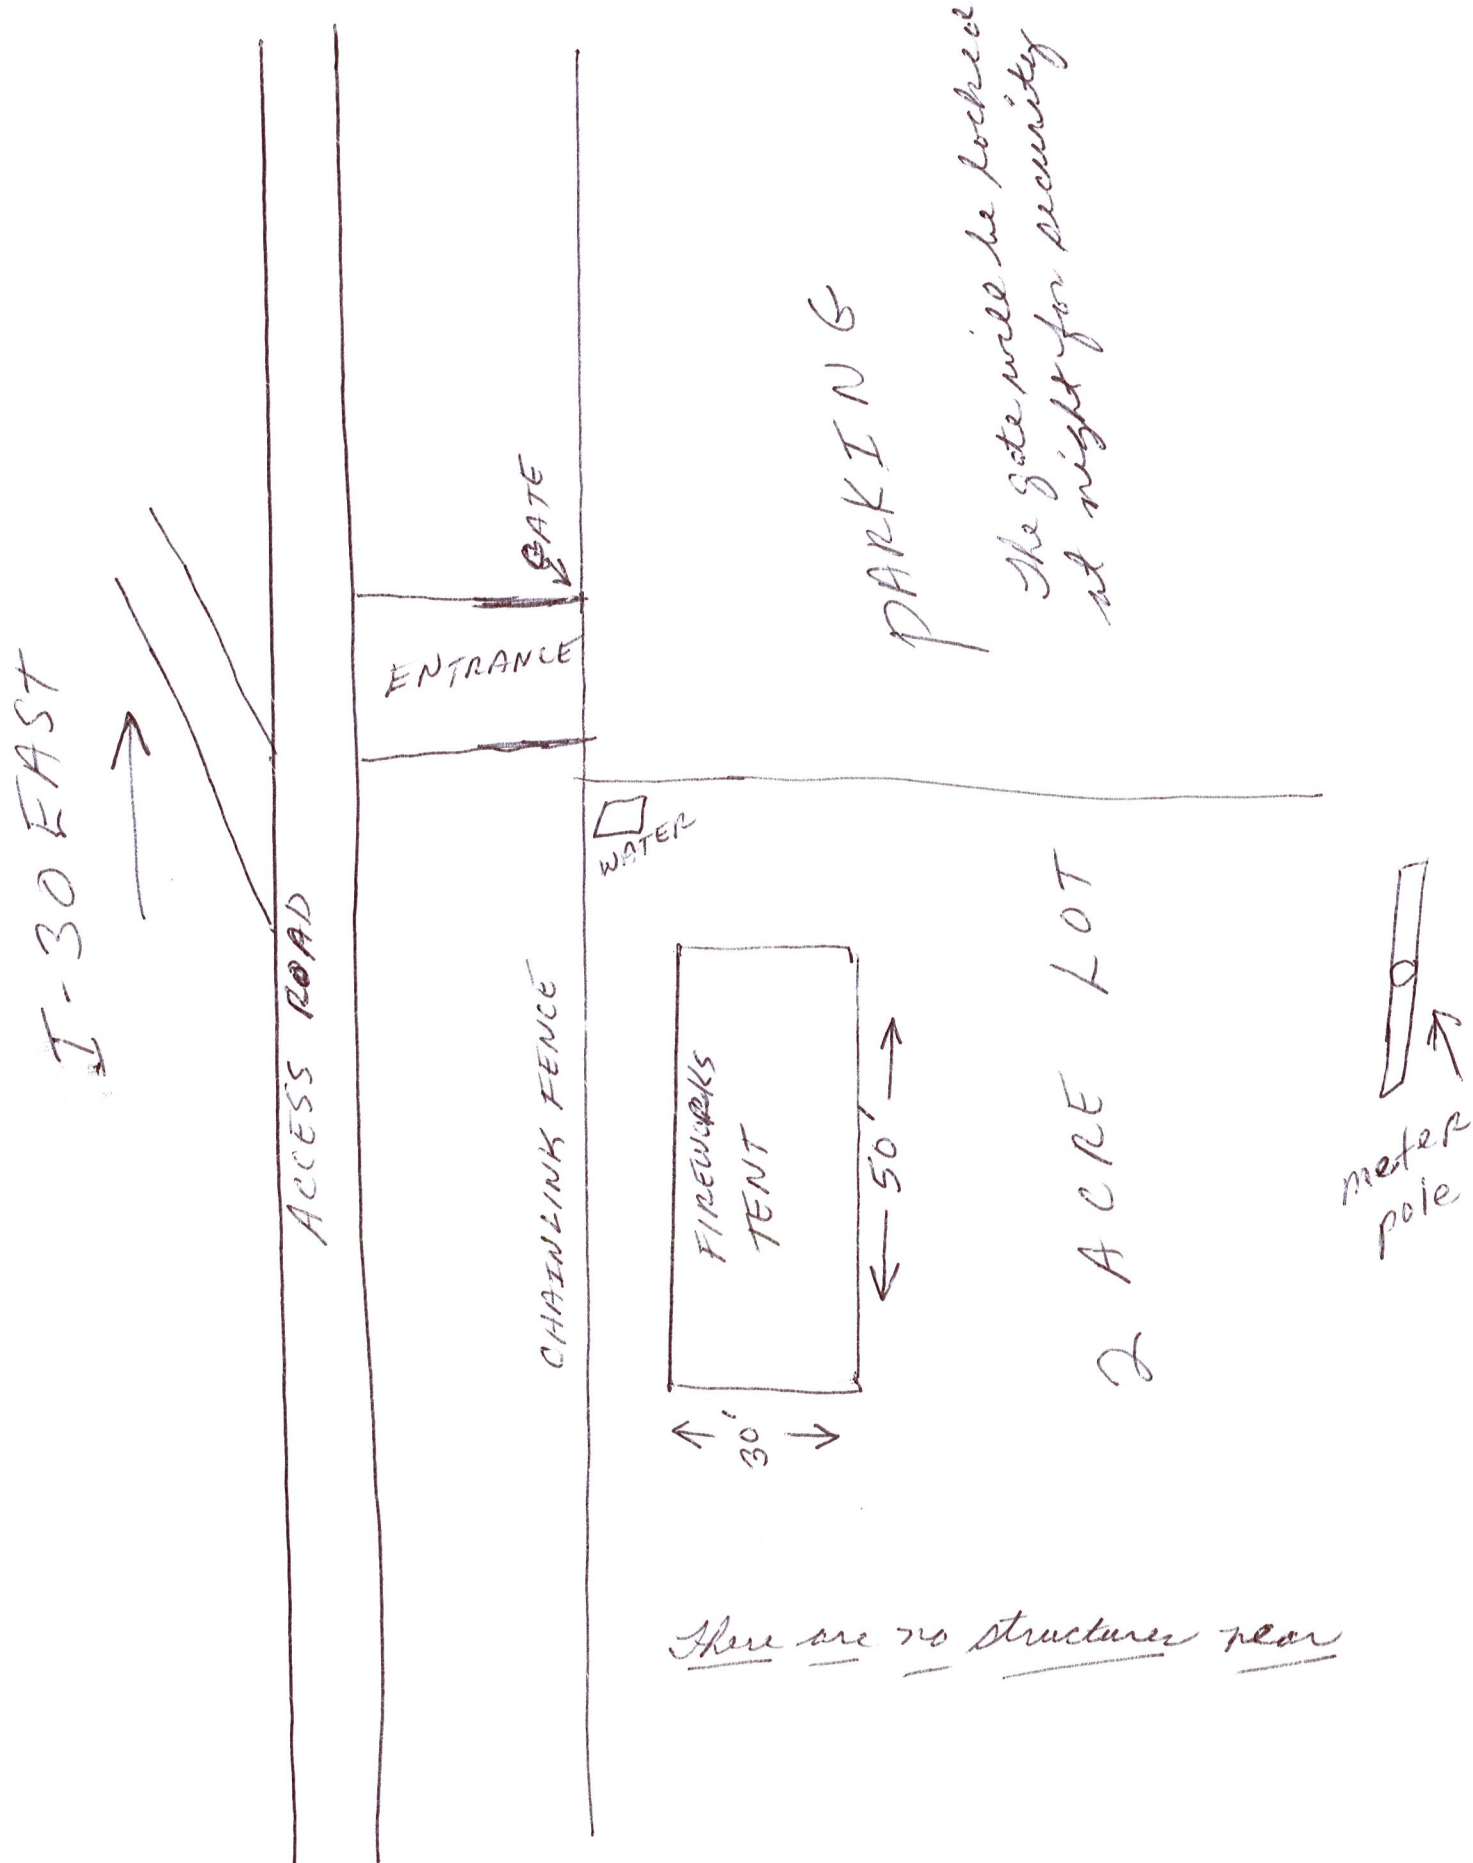 I-30 EAST
ACCESS ROAD
ENTRANCE
GATE
CHAINLINK FENCE
WATER
FIREWORKS
TENT
50'
30'
PARKING
The gate will be locked
at night for security
2 ACRE LOT
meter
pole
There are no structures near